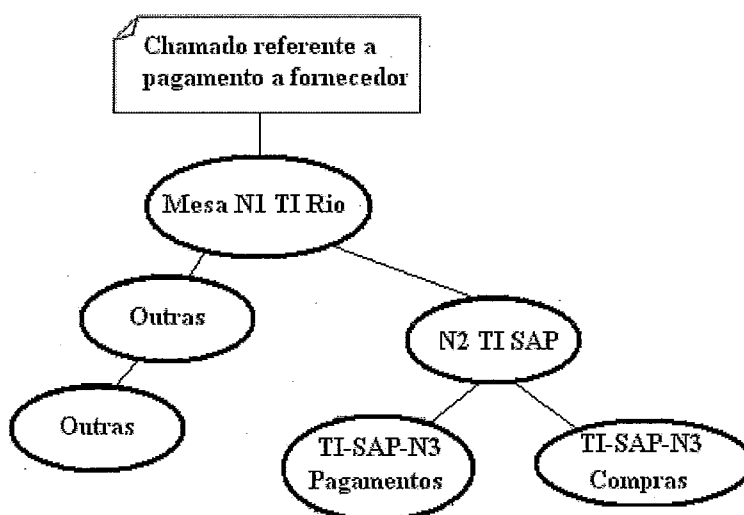 Chamado referente a
pagamento a fornecedor
Mesa N1 TI Rio
Outras
N2 TI SAP
Outras
TI-SAP-N3
Pagamentos
TI-SAP-N3
Compras